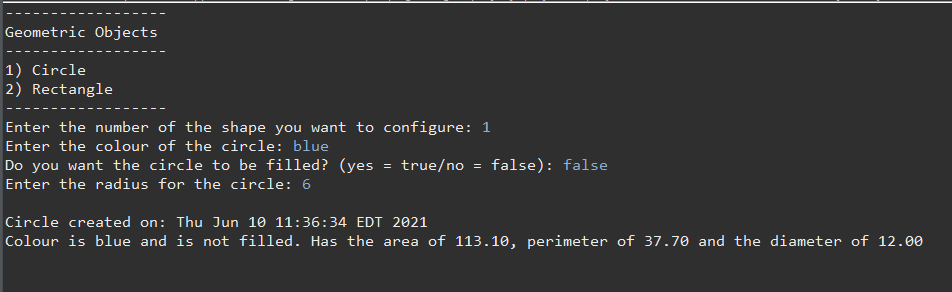 ------------------
Geometric Objects
------------------
1) Circle
2) Rectangle
------------------
Enter the number of the shape you want to configure: 1
Enter the colour of the circle: blue
Do you want the circle to be filled? (yes = true/no = false): false
Enter the radius for the circle: 6
Circle created on: Thu Jun 10 11:36:34 EDT 2021
Colour is blue and is not filled. Has the area of 113.10, perimeter of 37.70 and the diameter of 12.00